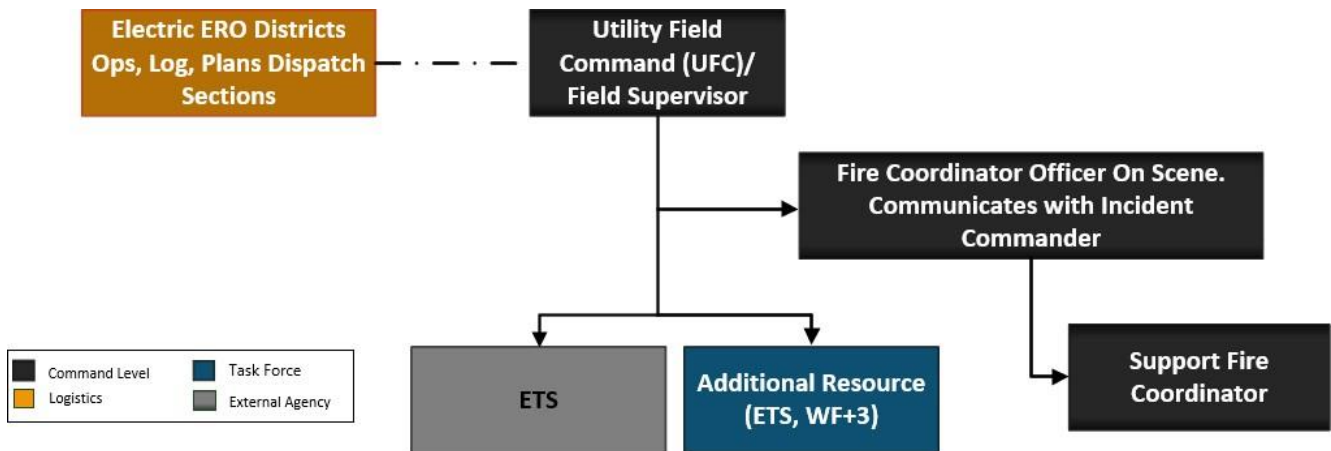 Electric ERO Districts
Ops, Log, Plans Dispatch
Sections
Utility Field
Command (UFC)/
Field Supervisor
Fire Coordinator Officer On Scene.
Communicates with Incident
Commander
Support Fire
Coordinator
ETS
Additional Resource
(ETS, WF+3)
Command Level
Task Force
Logistics
External Agency